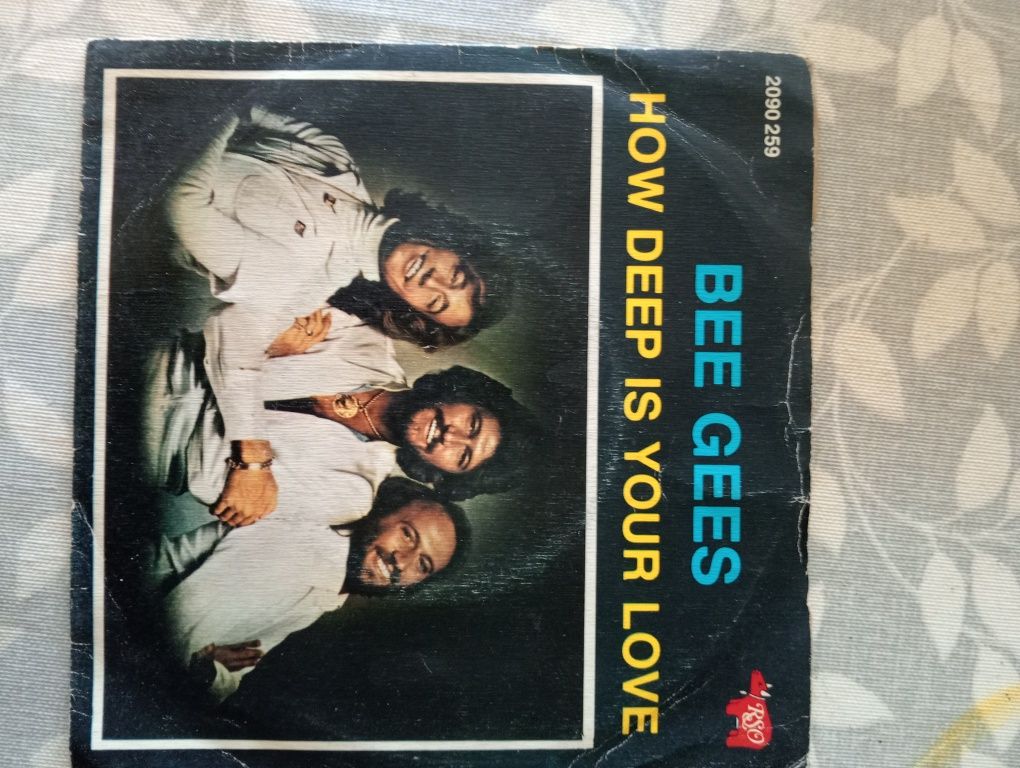 2090 259
BEE GEES
RSO
HOW DEEP IS YOUR LOVE